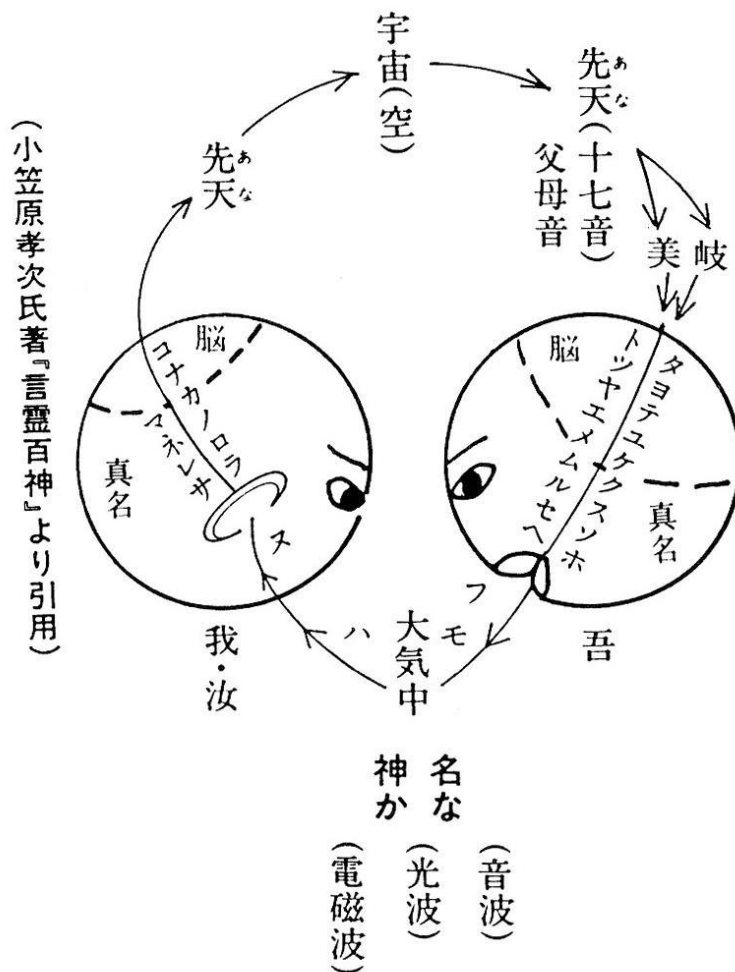 宇宙(空)
先天(十七音)
あな
父母音
岐
美
タヨテユケクスソホ
トツヤエメムルセヘ
脳
真名
吾
フ
モ
大気中
ハ
ヌ
コナカノロラ
マネレサ
脳
真名
我・汝
先天
あな
名な
神か
(音波)
(光波)
(電磁波)
(小笠原孝次氏著『言霊百神』より引用)